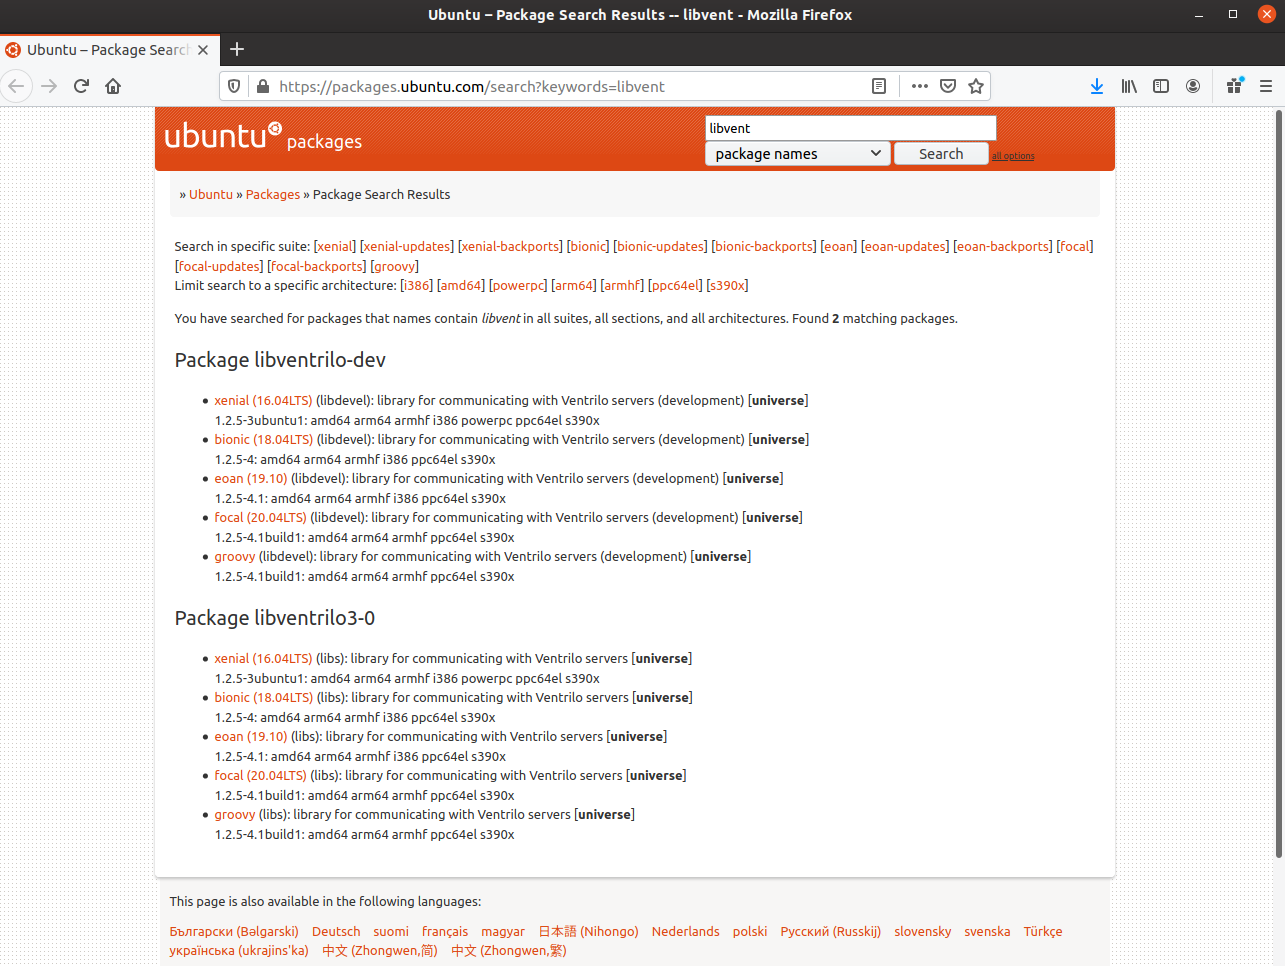 Ubuntu – Package Search Results -- libvent - Mozilla Firefox
Ubuntu – Package Search
https://packages.ubuntu.com/search?keywords=libvent
ubuntu packages
libvent
package names Search all options
» Ubuntu » Packages » Package Search Results
Search in specific suite: [xenial] [xenial-updates] [xenial-backports] [bionic] [bionic-updates] [bionic-backports] [eoan] [eoan-updates] [eoan-backports] [focal]
[focal-updates] [focal-backports] [groovy]
Limit search to a specific architecture: [i386] [amd64] [powerpc] [arm64] [armhf] [ppc64el] [s390x]
You have searched for packages that names contain libvent in all suites, all sections, and all architectures. Found 2 matching packages.
Package libventrilo-dev
• xenial (16.04LTS) (libdevel): library for communicating with Ventrilo servers (development) [universe]
1.2.5-3ubuntu1: amd64 arm64 armhf i386 powerpc ppc64el s390x
• bionic (18.04LTS) (libdevel): library for communicating with Ventrilo servers (development) [universe]
1.2.5-4: amd64 arm64 armhf i386 ppc64el s390x
• eoan (19.10) (libdevel): library for communicating with Ventrilo servers (development) [universe]
1.2.5-4.1: amd64 arm64 armhf i386 ppc64el s390x
• focal (20.04LTS) (libdevel): library for communicating with Ventrilo servers (development) [universe]
1.2.5-4.1build1: amd64 arm64 armhf ppc64el s390x
• groovy (libdevel): library for communicating with Ventrilo servers (development) [universe]
1.2.5-4.1build1: amd64 arm64 armhf ppc64el s390x
Package libventrilo3-0
• xenial (16.04LTS) (libs): library for communicating with Ventrilo servers [universe]
1.2.5-3ubuntu1: amd64 arm64 armhf i386 powerpc ppc64el s390x
• bionic (18.04LTS) (libs): library for communicating with Ventrilo servers [universe]
1.2.5-4: amd64 arm64 armhf i386 ppc64el s390x
• eoan (19.10) (libs): library for communicating with Ventrilo servers [universe]
1.2.5-4.1: amd64 arm64 armhf i386 ppc64el s390x
• focal (20.04LTS) (libs): library for communicating with Ventrilo servers [universe]
1.2.5-4.1build1: amd64 arm64 armhf ppc64el s390x
• groovy (libs): library for communicating with Ventrilo servers [universe]
1.2.5-4.1build1: amd64 arm64 armhf ppc64el s390x
This page is also available in the following languages:
Български (Bəlgarski) Deutsch suomi français magyar 日本語 (Nihongo) Nederlands polski Русский (Russkij) slovensky svenska Türkçe
українська (ukrajins'ka) 中文 (Zhongwen,简) 中文 (Zhongwen,繁)